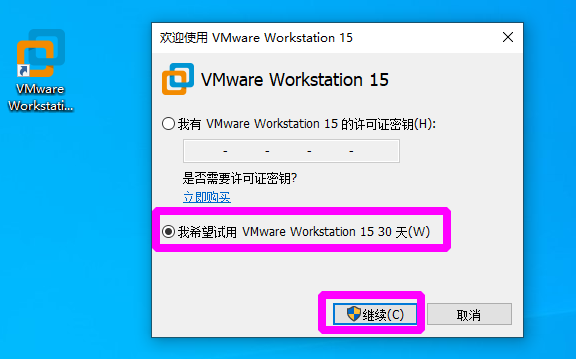 VMware
Workstati...
欢迎使用 VMware Workstation 15
VMware Workstation 15
我有 VMware Workstation 15 的许可证密钥(H):
- - - -
是否需要许可证密钥?
立即购买
我希望试用 VMware Workstation 15 30 天(W)
继续(C)
取消